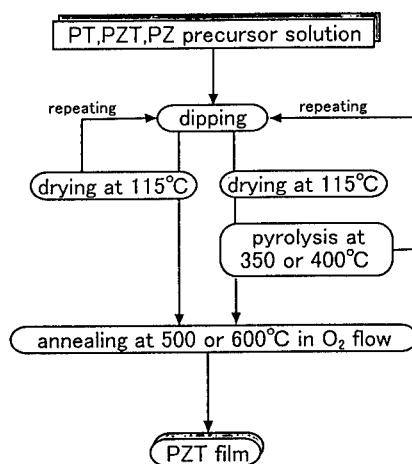 PT,PZT,PZ precursor solution
repeating
repeating
dipping
drying at 115°C
drying at 115°C
pyrolysis at
350 or 400°C
annealing at 500 or 600°C in O₂ flow
PZT film